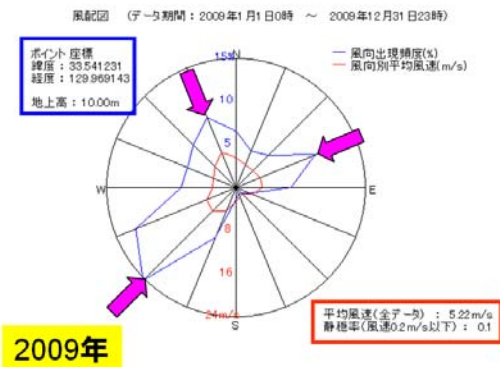 風配図 (データ期間：2009年1月1日0時 ～ 2009年12月31日23時)
ポイント 座標
緯度：33.541231
経度：129.969143
地上高：10.00m
風向出現頻度(%)
風向別平均風速(m/s)
15%
N
10
5
W
E
8
16
24m/s
S
平均風速(全データ) ： 5.22m/s
静穏率(風速0.2m/s以下) ： 0.1
2009年